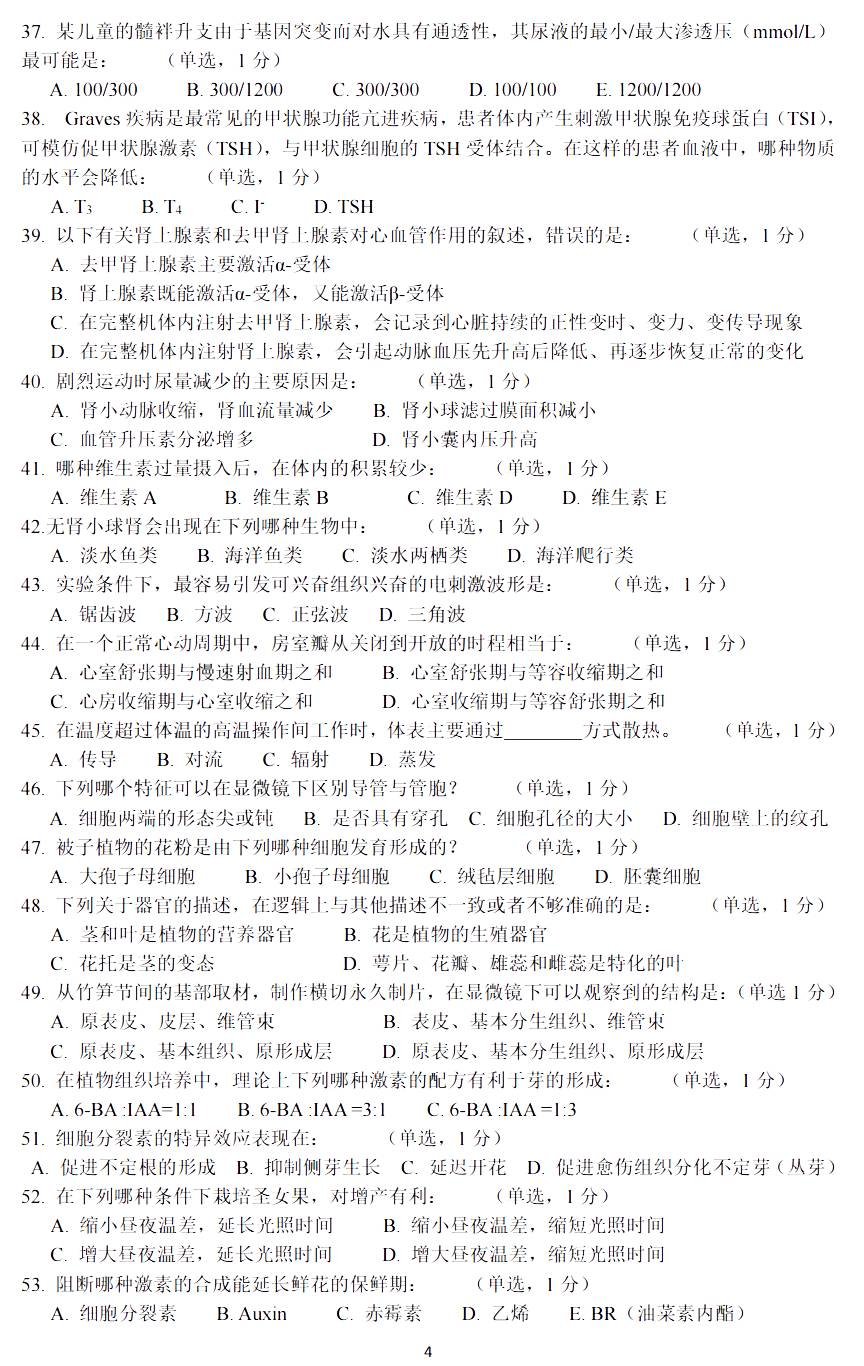 37. 某儿童的髓袢升支由于基因突变而对水具有通透性，其尿液的最小/最大渗透压（mmol/L）
最可能是： （单选，1 分）
A. 100/300 B. 300/1200 C. 300/300 D. 100/100 E. 1200/1200
38. Graves 疾病是最常见的甲状腺功能亢进疾病，患者体内产生刺激甲状腺免疫球蛋白（TSI），
可模仿促甲状腺激素（TSH），与甲状腺细胞的 TSH 受体结合。在这样的患者血液中，哪种物质
的水平会降低： （单选，1 分）
A. T₃ B. T₄ C. I⁻ D. TSH
39. 以下有关肾上腺素和去甲肾上腺素对心血管作用的叙述，错误的是： （单选，1 分）
A. 去甲肾上腺素主要激活α-受体
B. 肾上腺素既能激活α-受体，又能激活β-受体
C. 在完整机体内注射去甲肾上腺素，会记录到心脏持续的正性变时、变力、变传导现象
D. 在完整机体内注射肾上腺素，会引起动脉血压先升高后降低、再逐步恢复正常的变化
40. 剧烈运动时尿量减少的主要原因是： （单选，1 分）
A. 肾小动脉收缩，肾血流量减少 B. 肾小球滤过膜面积减小
C. 血管升压素分泌增多 D. 肾小囊内压升高
41. 哪种维生素过量摄入后，在体内的积累较少： （单选，1 分）
A. 维生素 A B. 维生素 B C. 维生素 D D. 维生素 E
42.无肾小球肾会出现在下列哪种生物中： （单选，1 分）
A. 淡水鱼类 B. 海洋鱼类 C. 淡水两栖类 D. 海洋爬行类
43. 实验条件下，最容易引发可兴奋组织兴奋的电刺激波形是： （单选，1 分）
A. 锯齿波 B. 方波 C. 正弦波 D. 三角波
44. 在一个正常心动周期中，房室瓣从关闭到开放的时程相当于： （单选，1 分）
A. 心室舒张期与慢速射血期之和 B. 心室舒张期与等容收缩期之和
C. 心房收缩期与心室收缩之和 D. 心室收缩期与等容舒张期之和
45. 在温度超过体温的高温操作间工作时，体表主要通过________方式散热。 （单选，1 分）
A. 传导 B. 对流 C. 辐射 D. 蒸发
46. 下列哪个特征可以在显微镜下区别导管与管胞？ （单选，1 分）
A. 细胞两端的形态尖或钝 B. 是否具有穿孔 C. 细胞孔径的大小 D. 细胞壁上的纹孔
47. 被子植物的花粉是由下列哪种细胞发育形成的？ （单选，1 分）
A. 大孢子母细胞 B. 小孢子母细胞 C. 绒毡层细胞 D. 胚囊细胞
48. 下列关于器官的描述，在逻辑上与其他描述不一致或者不够准确的是： （单选，1 分）
A. 茎和叶是植物的营养器官 B. 花是植物的生殖器官
C. 花托是茎的变态 D. 萼片、花瓣、雄蕊和雌蕊是特化的叶
49. 从竹笋节间的基部取材，制作横切永久制片，在显微镜下可以观察到的结构是：（单选 1 分）
A. 原表皮、皮层、维管束 B. 表皮、基本分生组织、维管束
C. 原表皮、基本组织、原形成层 D. 原表皮、基本分生组织、原形成层
50. 在植物组织培养中，理论上下列哪种激素的配方有利于芽的形成： （单选，1 分）
A. 6-BA :IAA=1:1 B. 6-BA :IAA =3:1 C. 6-BA :IAA =1:3
51. 细胞分裂素的特异效应表现在： （单选，1 分）
A. 促进不定根的形成 B. 抑制侧芽生长 C. 延迟开花 D. 促进愈伤组织分化不定芽（丛芽）
52. 在下列哪种条件下栽培圣女果，对增产有利： （单选，1 分）
A. 缩小昼夜温差，延长光照时间 B. 缩小昼夜温差，缩短光照时间
C. 增大昼夜温差，延长光照时间 D. 增大昼夜温差，缩短光照时间
53. 阻断哪种激素的合成能延长鲜花的保鲜期： （单选，1 分）
A. 细胞分裂素 B. Auxin C. 赤霉素 D. 乙烯 E. BR（油菜素内酯）
4